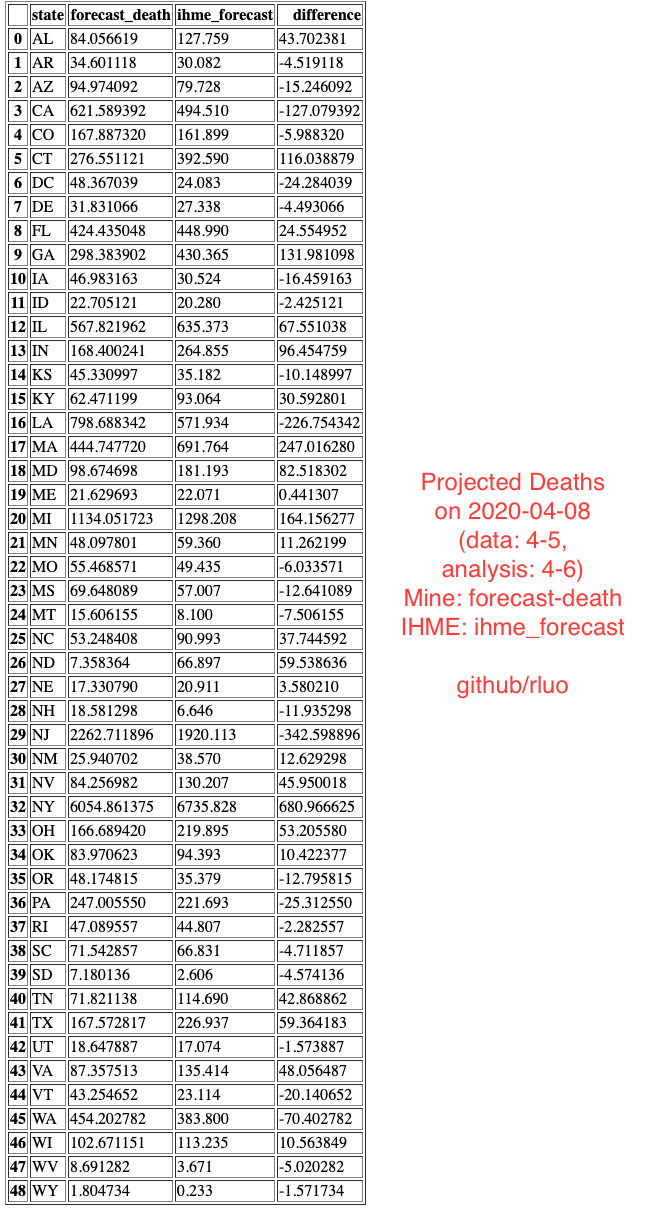 state forecast_death ihme_forecast difference
0 AL 84.056619 127.759 43.702381
1 AR 34.601118 30.082 -4.519118
2 AZ 94.974092 79.728 -15.246092
3 CA 621.589392 494.510 -127.079392
4 CO 167.887320 161.899 -5.988320
5 CT 276.551121 392.590 116.038879
6 DC 48.367039 24.083 -24.284039
7 DE 31.831066 27.338 -4.493066
8 FL 424.435048 448.990 24.554952
9 GA 298.383902 430.365 131.981098
10 IA 46.983163 30.524 -16.459163
11 ID 22.705121 20.280 -2.425121
12 IL 567.821962 635.373 67.551038
13 IN 168.400241 264.855 96.454759
14 KS 45.330997 35.182 -10.148997
15 KY 62.471199 93.064 30.592801
16 LA 798.688342 571.934 -226.754342
17 MA 444.747720 691.764 247.016280
18 MD 98.674698 181.193 82.518302
19 ME 21.629693 22.071 0.441307
20 MI 1134.051723 1298.208 164.156277
21 MN 48.097801 59.360 11.262199
22 MO 55.468571 49.435 -6.033571
23 MS 69.648089 57.007 -12.641089
24 MT 15.606155 8.100 -7.506155
25 NC 53.248408 90.993 37.744592
26 ND 7.358364 66.897 59.538636
27 NE 17.330790 20.911 3.580210
28 NH 18.581298 6.646 -11.935298
29 NJ 2262.711896 1920.113 -342.598896
30 NM 25.940702 38.570 12.629298
31 NV 84.256982 130.207 45.950018
32 NY 6054.861375 6735.828 680.966625
33 OH 166.689420 219.895 53.205580
34 OK 83.970623 94.393 10.422377
35 OR 48.174815 35.379 -12.795815
36 PA 247.005550 221.693 -25.312550
37 RI 47.089557 44.807 -2.282557
38 SC 71.542857 66.831 -4.711857
39 SD 7.180136 2.606 -4.574136
40 TN 71.821138 114.690 42.868862
41 TX 167.572817 226.937 59.364183
42 UT 18.647887 17.074 -1.573887
43 VA 87.357513 135.414 48.056487
44 VT 43.254652 23.114 -20.140652
45 WA 454.202782 383.800 -70.402782
46 WI 102.671151 113.235 10.563849
47 WV 8.691282 3.671 -5.020282
48 WY 1.804734 0.233 -1.571734
Projected Deaths
on 2020-04-08
(data: 4-5,
analysis: 4-6)
Mine: forecast-death
IHME: ihme_forecast
github/rluo